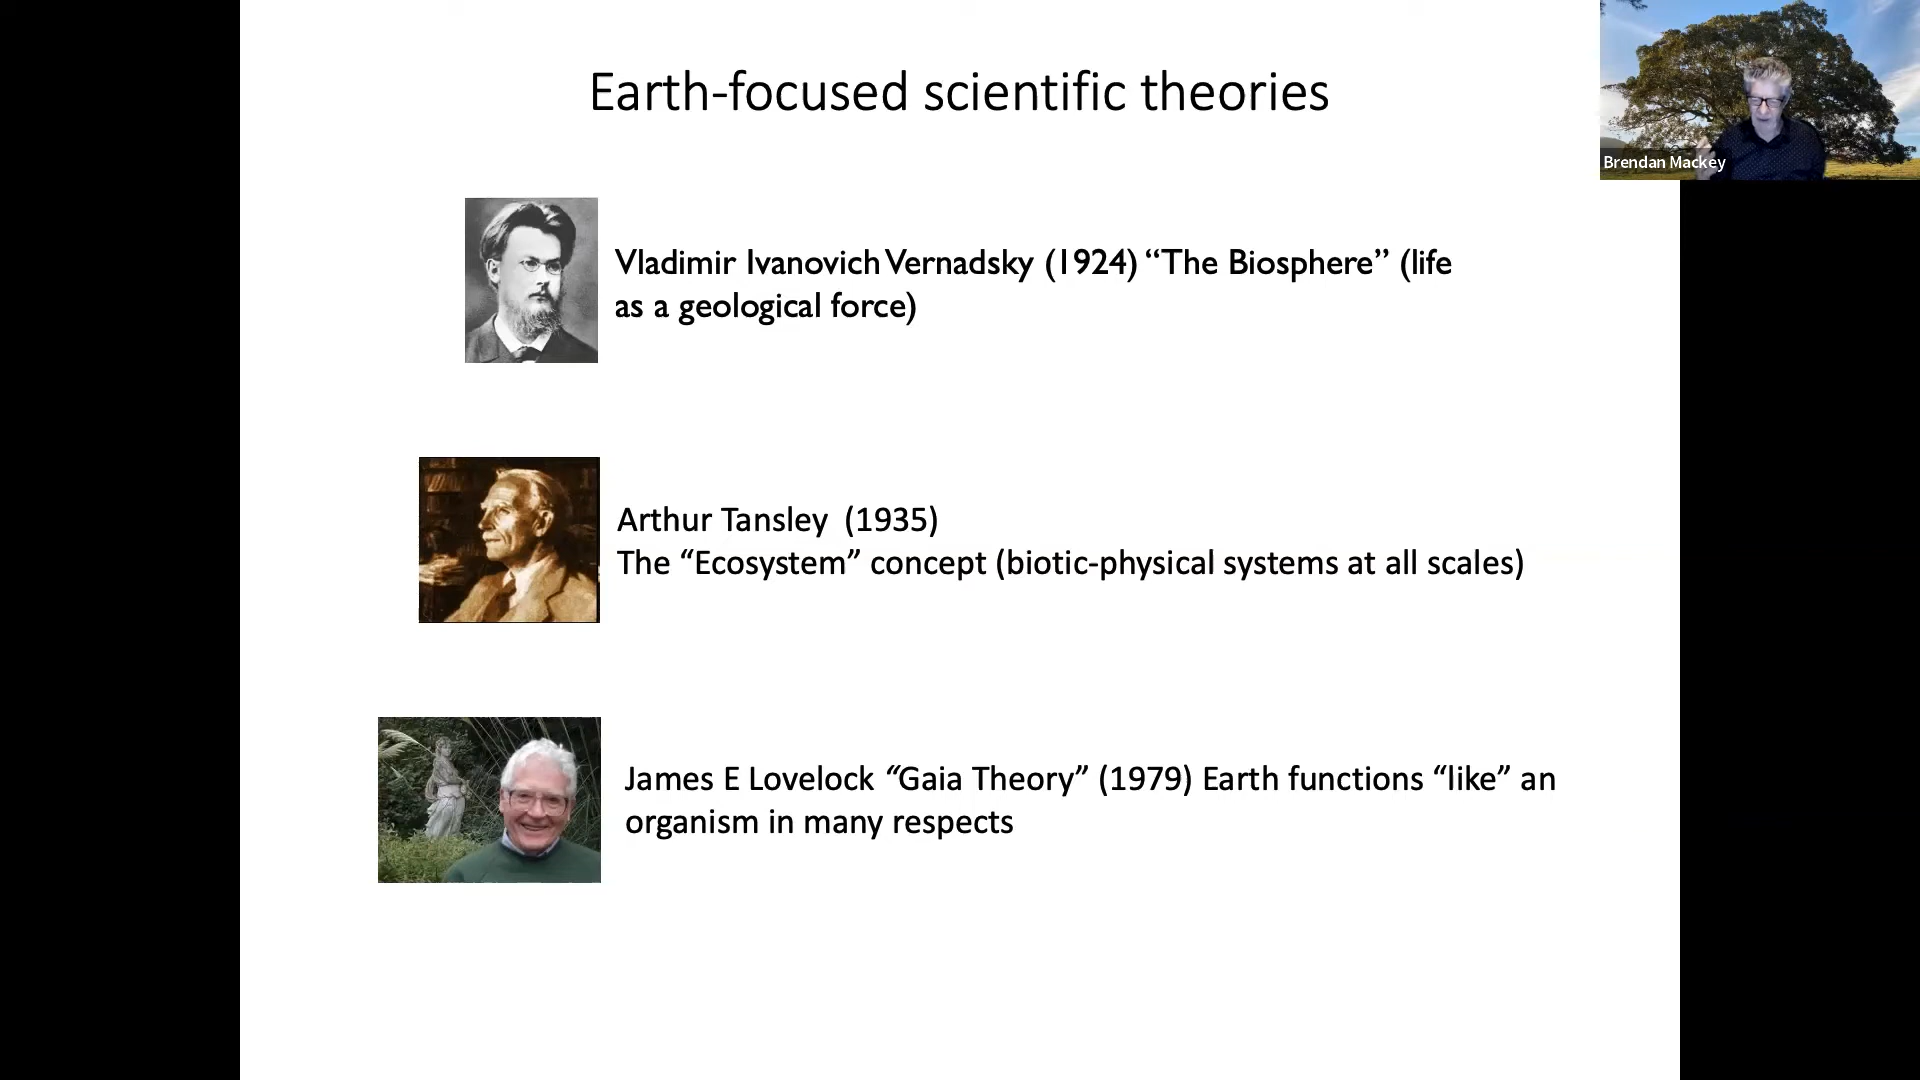 Earth-focused scientific theories
Brendan Mackey
Vladimir Ivanovich Vernadsky (1924) “The Biosphere” (life
as a geological force)
Arthur Tansley (1935)
The “Ecosystem” concept (biotic-physical systems at all scales)
James E Lovelock “Gaia Theory” (1979) Earth functions “like” an
organism in many respects